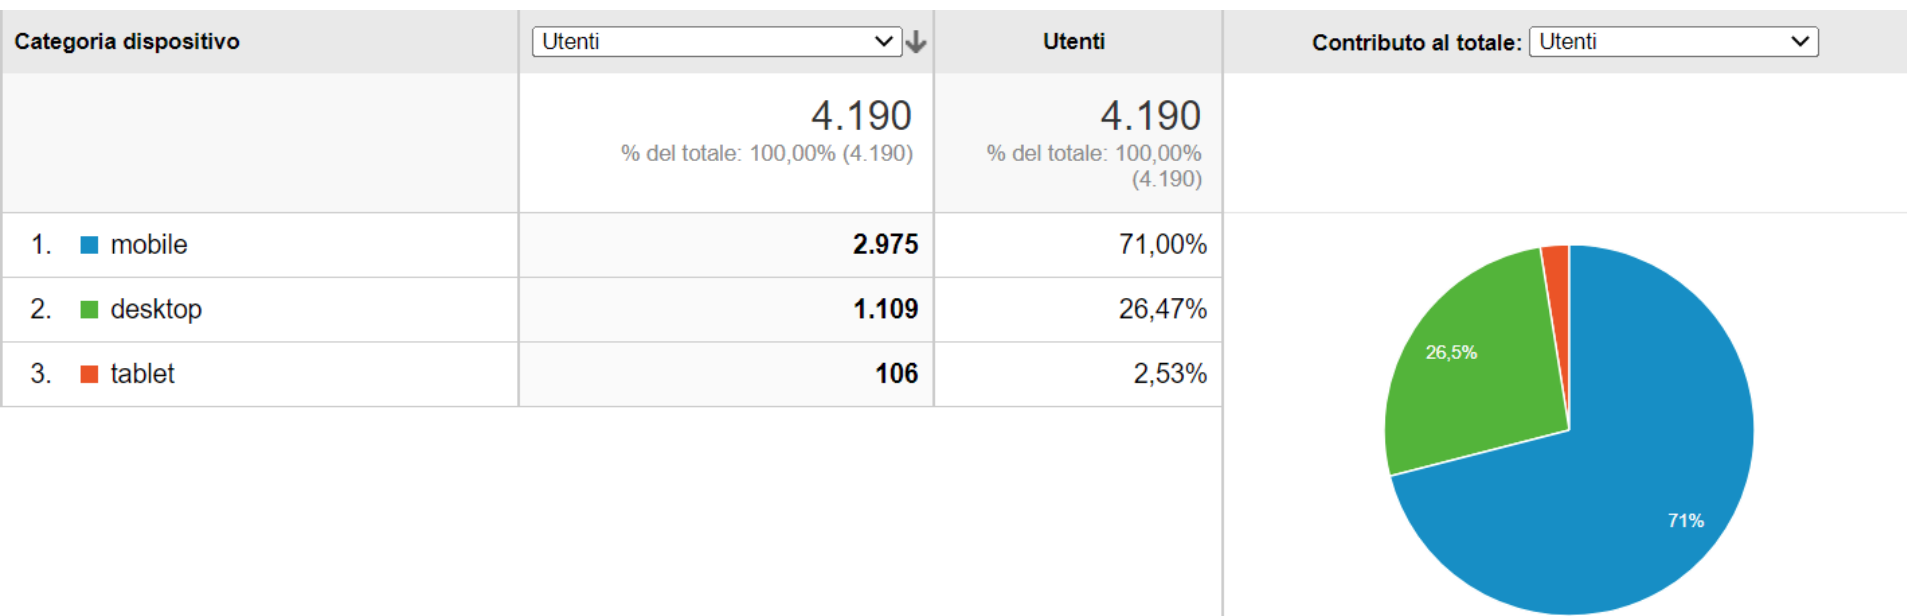 Categoria dispositivo
Utenti
Utenti
Contributo al totale: Utenti
4.190
% del totale: 100,00% (4.190)
4.190
% del totale: 100,00%
(4.190)
1. mobile 2.975 71,00%
2. desktop 1.109 26,47%
3. tablet 106 2,53%
26,5%
71%